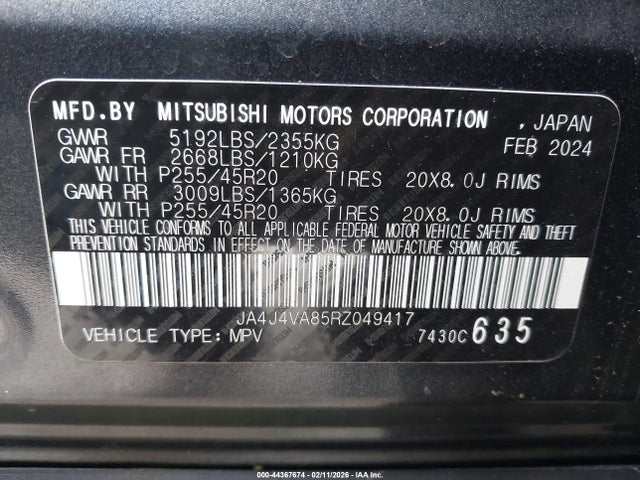 MFD.BY MITSUBISHI MOTORS CORPORATION , JAPAN
GVWR 5192LBS/2355KG FEB 2024
GAWR FR 2668LBS/1210KG
WITH P255/45R20 TIRES 20X8.0J RIMS
GAWR RR 3009LBS/1365KG
WITH P255/45R20 TIRES 20X8.0J RIMS
THIS VEHICLE CONFORMS TO ALL APPLICABLE FEDERAL MOTOR VEHICLE SAFETY AND THEFT
PREVENTION STANDARDS IN EFFECT ON THE DATE OF MANUFACTURE SHOWN ABOVE.
JA4J4VA85RZ049417
VEHICLE TYPE: MPV 7430C 635
000-44367674 - 02/11/2026 - IAA Inc.